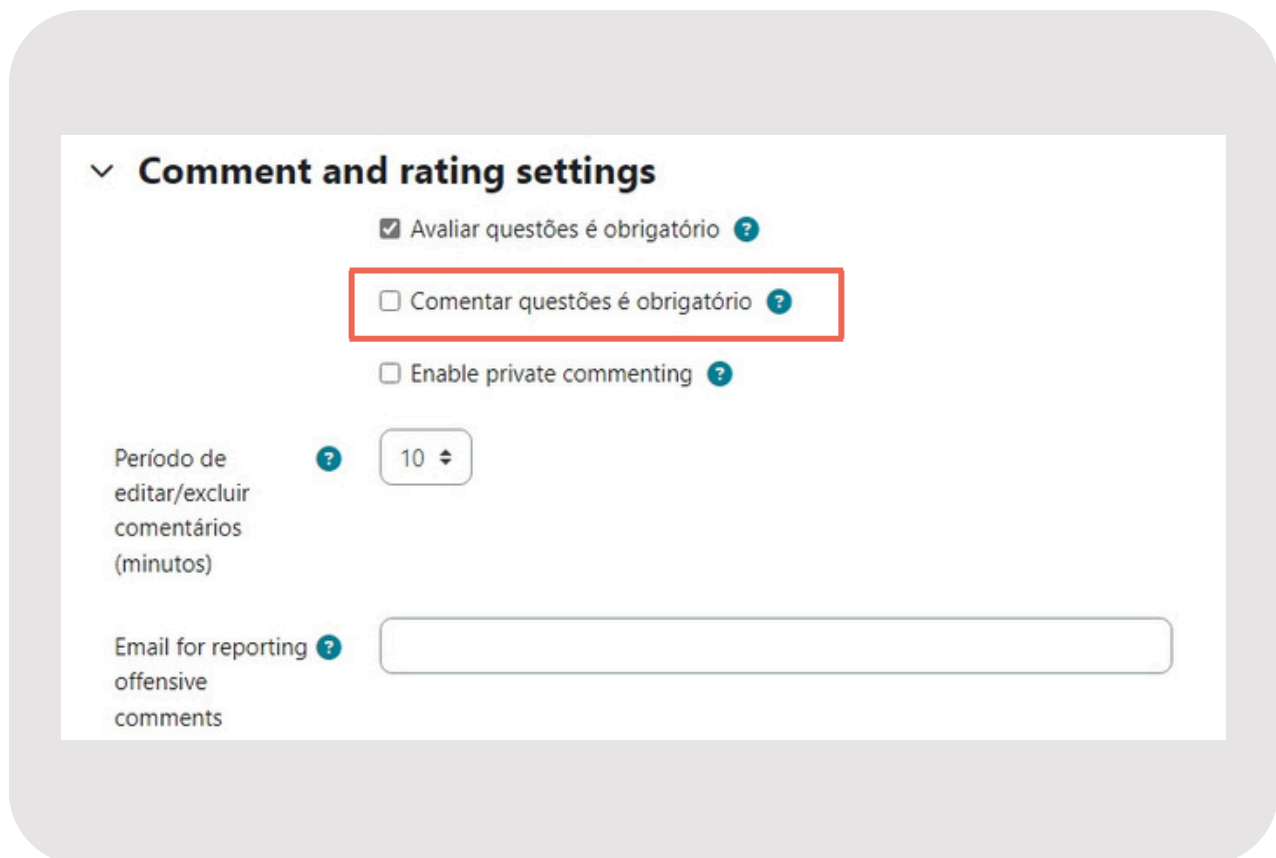 Comment and rating settings
Avaliar questões é obrigatório ?
Comentar questões é obrigatório ?
Enable private commenting ?
Período de ? 10
editar/excluir
comentários
(minutos)
Email for reporting ?
offensive
comments